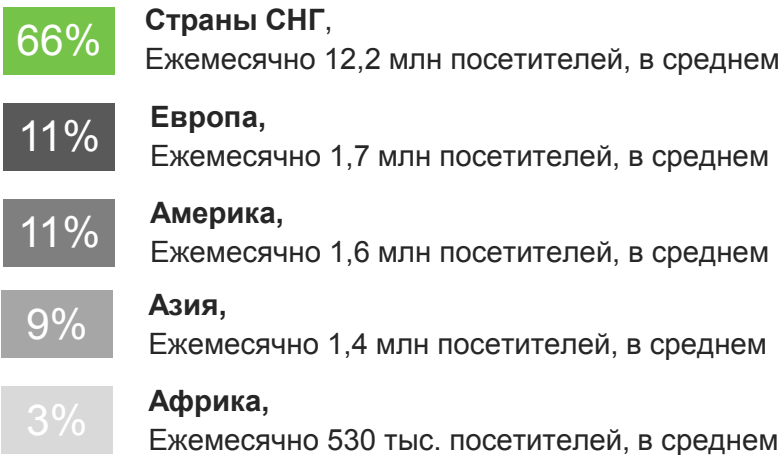 66%
Страны СНГ,
Ежемесячно 12,2 млн посетителей, в среднем
11%
Европа,
Ежемесячно 1,7 млн посетителей, в среднем
11%
Америка,
Ежемесячно 1,6 млн посетителей, в среднем
9%
Азия,
Ежемесячно 1,4 млн посетителей, в среднем
3%
Африка,
Ежемесячно 530 тыс. посетителей, в среднем